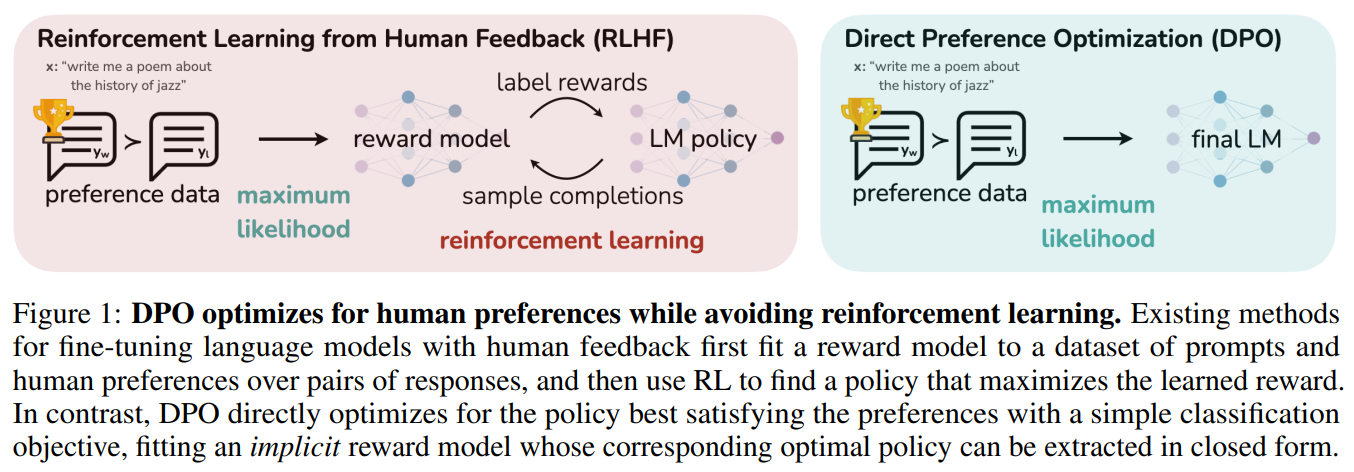 Reinforcement Learning from Human Feedback (RLHF)
x: “write me a poem about
the history of jazz”
label rewards
yw
>
yl
reward model
LM policy
preference data
maximum
likelihood
sample completions
reinforcement learning
Direct Preference Optimization (DPO)
x: “write me a poem about
the history of jazz”
yw
>
yl
final LM
preference data
maximum
likelihood
Figure 1: DPO optimizes for human preferences while avoiding reinforcement learning. Existing methods
for fine-tuning language models with human feedback first fit a reward model to a dataset of prompts and
human preferences over pairs of responses, and then use RL to find a policy that maximizes the learned reward.
In contrast, DPO directly optimizes for the policy best satisfying the preferences with a simple classification
objective, fitting an implicit reward model whose corresponding optimal policy can be extracted in closed form.